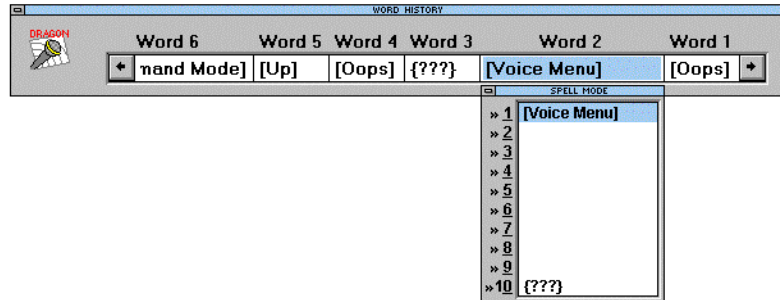 WORD HISTORY
DRAGON
Word 6 Word 5 Word 4 Word 3 Word 2 Word 1
nand Mode] [Up] [Oops] {???} [Voice Menu] [Oops]
SPELL MODE
» 1 [Voice Menu]
» 2
» 3
» 4
» 5
» 6
» 7
» 8
» 9
»10 {???}